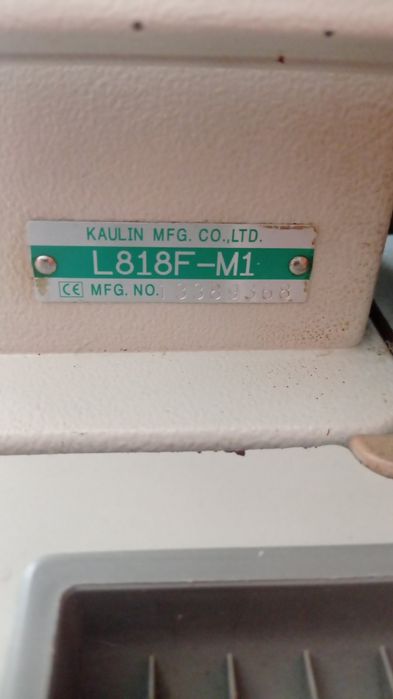 KAULIN MFG. CO.,LTD.
L818F-M1
CE MFG. NO.